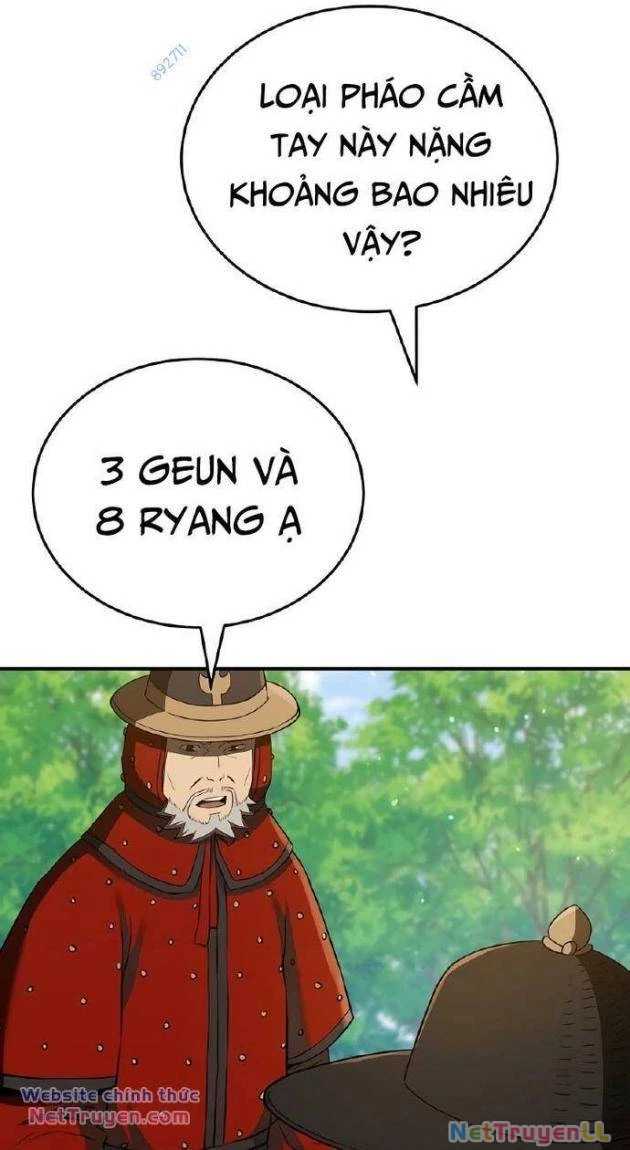 892711
LOẠI PHÁO CẦM
TAY NÀY NẶNG
KHOẢNG BAO NHIÊU
VẬY?
3 GEUN VÀ
8 RYANG Ạ
Website chính thức
NetTruyen.com
NetTruyenLL